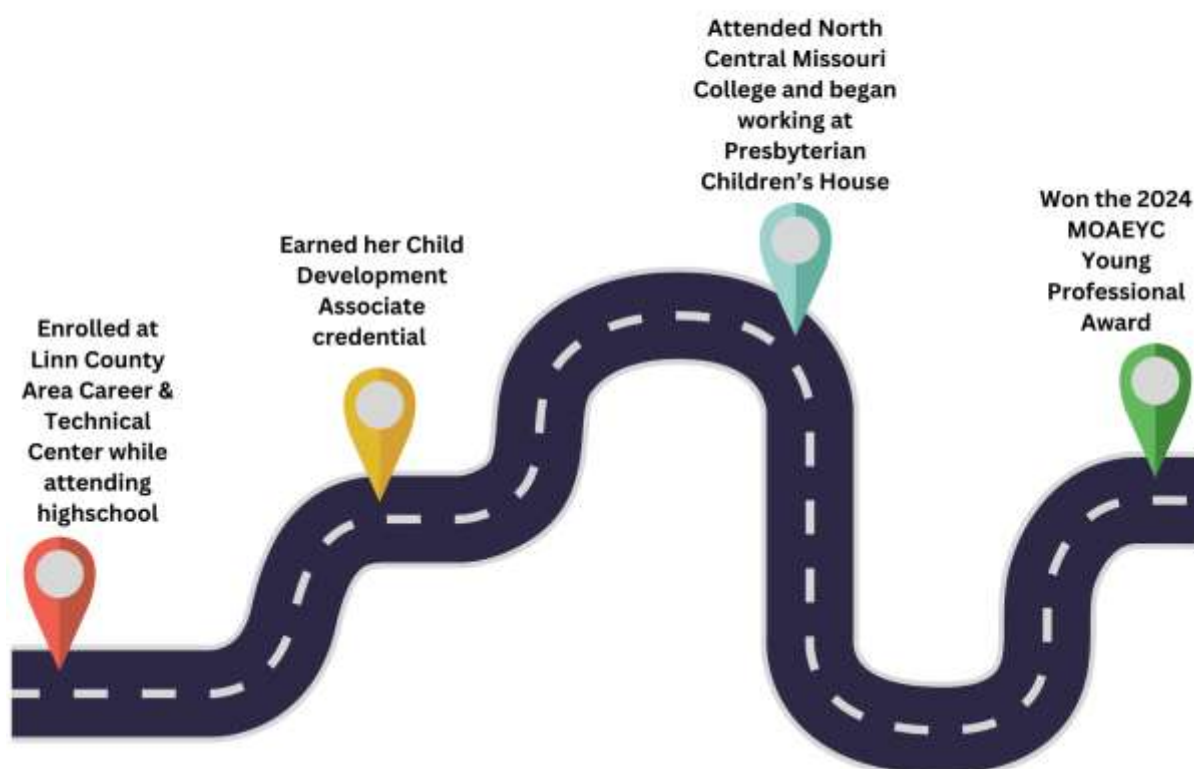 Enrolled at
Linn County
Area Career &
Technical
Center while
attending
highschool
Earned her Child
Development
Associate
credential
Attended North
Central Missouri
College and began
working at
Presbyterian
Children's House
Won the 2024
MOAEYC
Young
Professional
Award